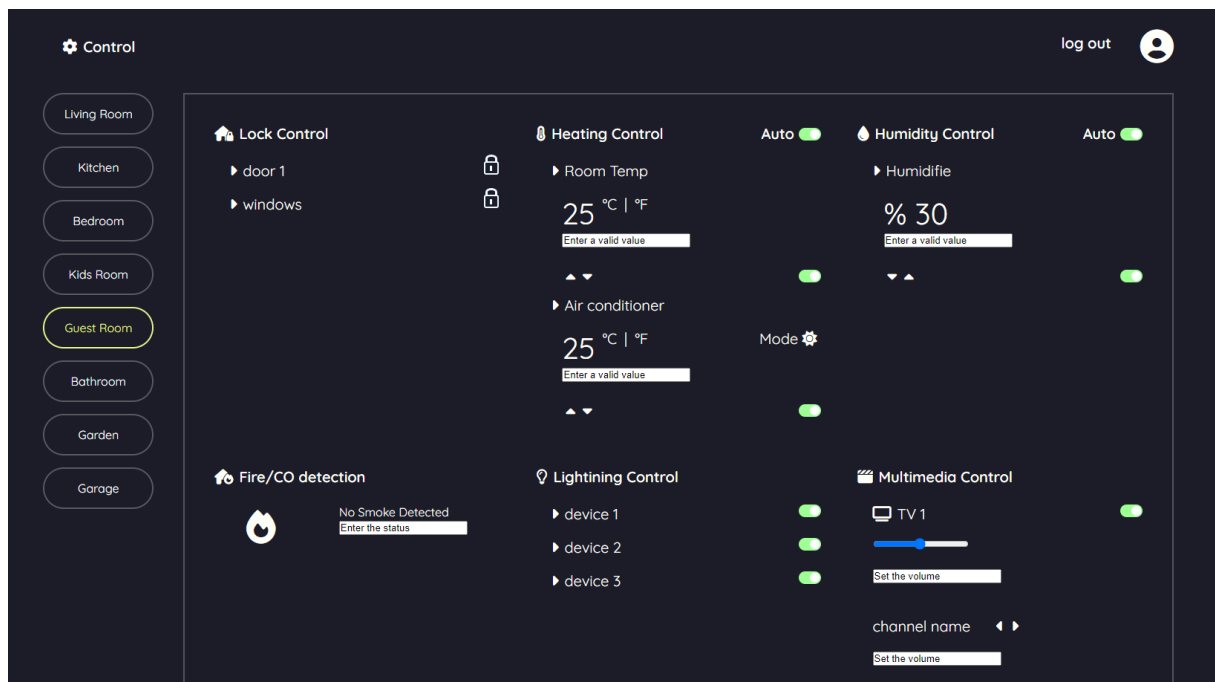 Control
log out
Living Room
Kitchen
Bedroom
Kids Room
Guest Room
Bathroom
Garden
Garage
Lock Control
door 1
windows
Heating Control Auto
Room Temp
25 °C | °F
Enter a valid value
Air conditioner
25 °C | °F Mode
Enter a valid value
Humidity Control Auto
Humidifie
% 30
Enter a valid value
Fire/CO detection
No Smoke Detected
Enter the status
Lightining Control
device 1
device 2
device 3
Multimedia Control
TV 1
Set the volume
channel name
Set the volume